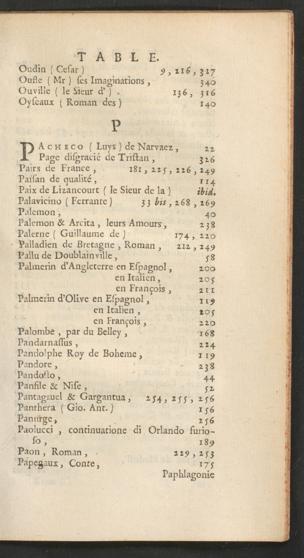 TABLE.
Oudin ( Cesar ) 9, 216, 327
Oufle ( Mr ) ses Imaginations, 340
Ouville ( le Sieur d' ) . 136, 316
Oyseaux ( Roman des ) 140
P
PACHECO ( Luys ) de Narvaez, 22
Page disgracié de Tristan, 326
Pairs de France, 181, 225, 226, 249
Paisan de qualité, 114
Paix de Lizancourt ( le Sieur de la ) ibid.
Palavicino ( Ferrante ) 33 bis, 268, 269
Palemon, 40
Palemon & Arcita, leurs Amours, 238
Palerne ( Guillaume de ) 174, 220
Palladien de Bretagne, Roman, 212, 249
Pallu de Doublainville, 58
Palmerin d'Angleterre en Espagnol, 200
en Italien, 205
en François, 211
Palmerin d'Olive en Espagnol, 119
en Italien, 205
en François, 220
Palombe, par du Belley, 168
Pandarnassus, 224
Pandolphe Roy de Boheme, 119
Pandore, 238
Pandosto, 44
Panfile & Nise, 52
Pantagruel & Gargantua, 254, 255, 256
Panthera ( Gio. Ant. ) 156
Panurge, 256
Paolucci, continuatione di Orlando furio-
so, 189
Paon, Roman, 229, 253
Papegaux, Conte, 175
Paphlagonie